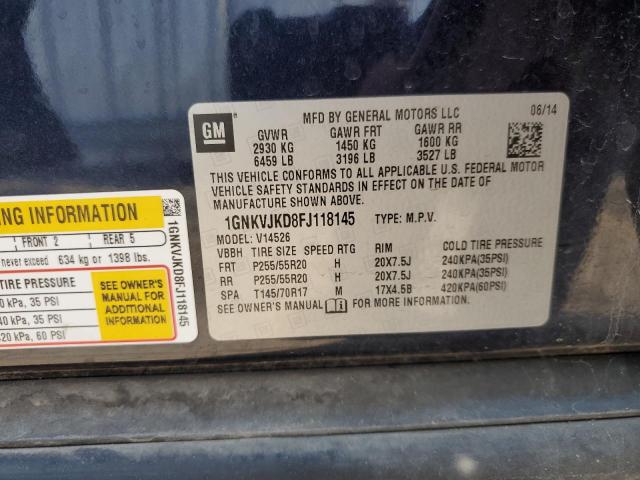 GM
MFD BY GENERAL MOTORS LLC
06/14
GVWR GAWR FRT GAWR RR
2930 KG 1450 KG 1600 KG
6459 LB 3196 LB 3527 LB
THIS VEHICLE CONFORMS TO ALL APPLICABLE U.S. FEDERAL MOTOR
VEHICLE SAFETY STANDARDS IN EFFECT ON THE DATE OF
MANUFACTURE SHOWN ABOVE.
1GNKVJKD8FJ118145 TYPE: M.P.V.
MODEL: V14526
VBBH TIRE SIZE SPEED RTG RIM COLD TIRE PRESSURE
FRT P255/55R20 H 20X7.5J 240KPA(35PSI)
RR P255/55R20 H 20X7.5J 240KPA(35PSI)
SPA T145/70R17 M 17X4.5B 420KPA(60PSI)
SEE OWNER'S MANUAL FOR MORE INFORMATION.
ING INFORMATION
FRONT 2 REAR 5
never exceed 634 kg or 1398 lbs.
TIRE PRESSURE
0 kPa, 35 PSI
40 kPa, 35 PSI
420 kPa, 60 PSI
SEE OWNER'S
MANUAL FOR
ADDITIONAL
INFORMATION
1GNKVJKD8FJ118145